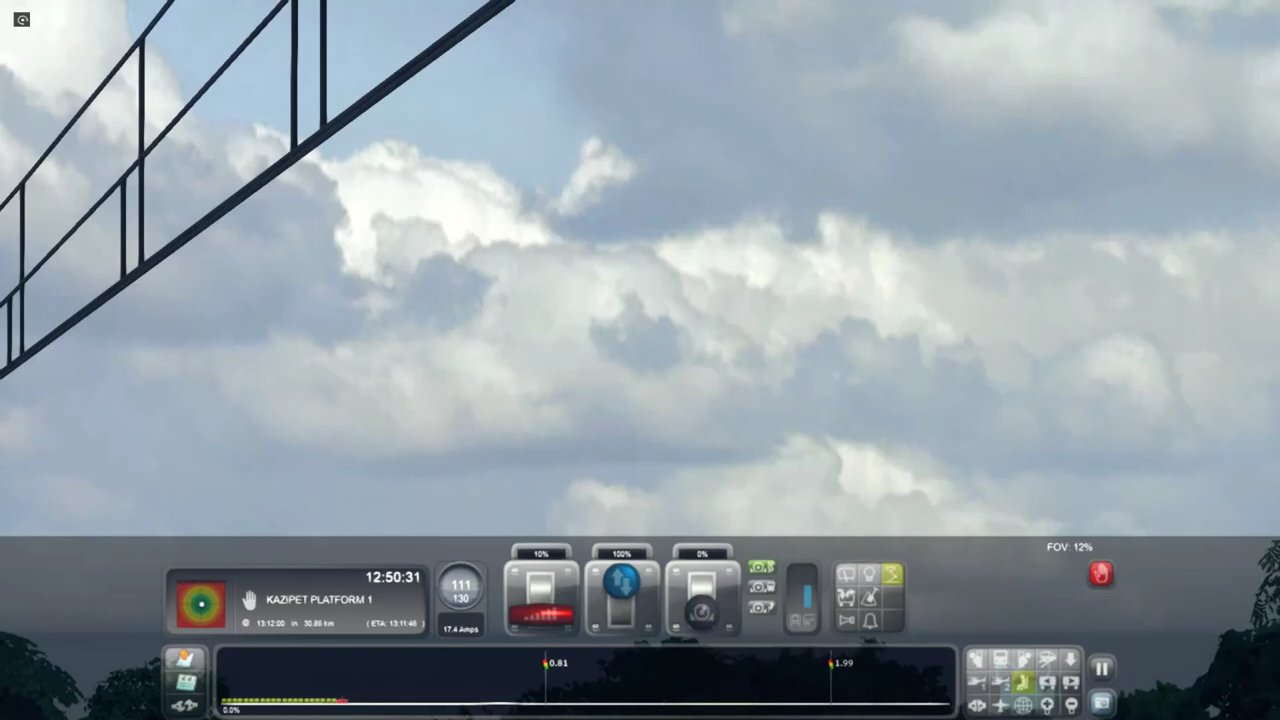 FOV: 12%
10%
100%
0%
12:50:31
KAZIPET PLATFORM 1
13:12:00 in 30.86 km ( ETA: 13:11:46 )
111
130
17.4 Amps
0.81
1.99
0.0%